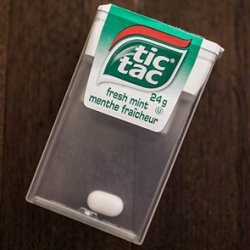 tic
tac
fresh mint 24g
menthe fraîcheur